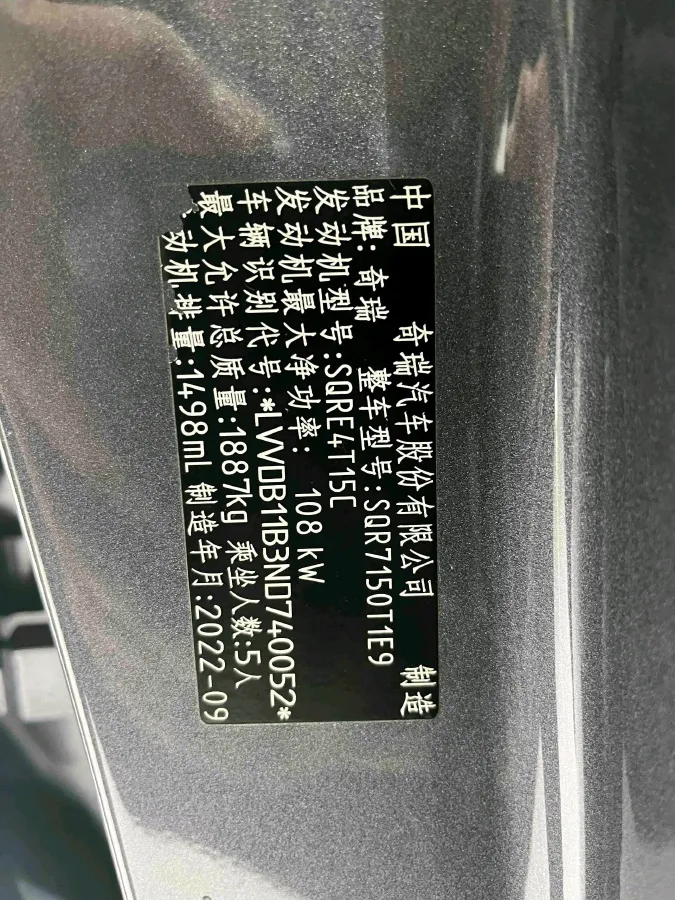 中国 奇瑞汽车股份有限公司 制造
品牌: 奇瑞 整车型号:SQR7150T1E9
发动机型号:SQRE4T15C
发动机最大净功率: 108 kW
车辆识别代号:*LVVDB11B3ND740052*
最大允许总质量:1887kg 乘坐人数:5人
动机排量:1498mL 制造年月:2022-09